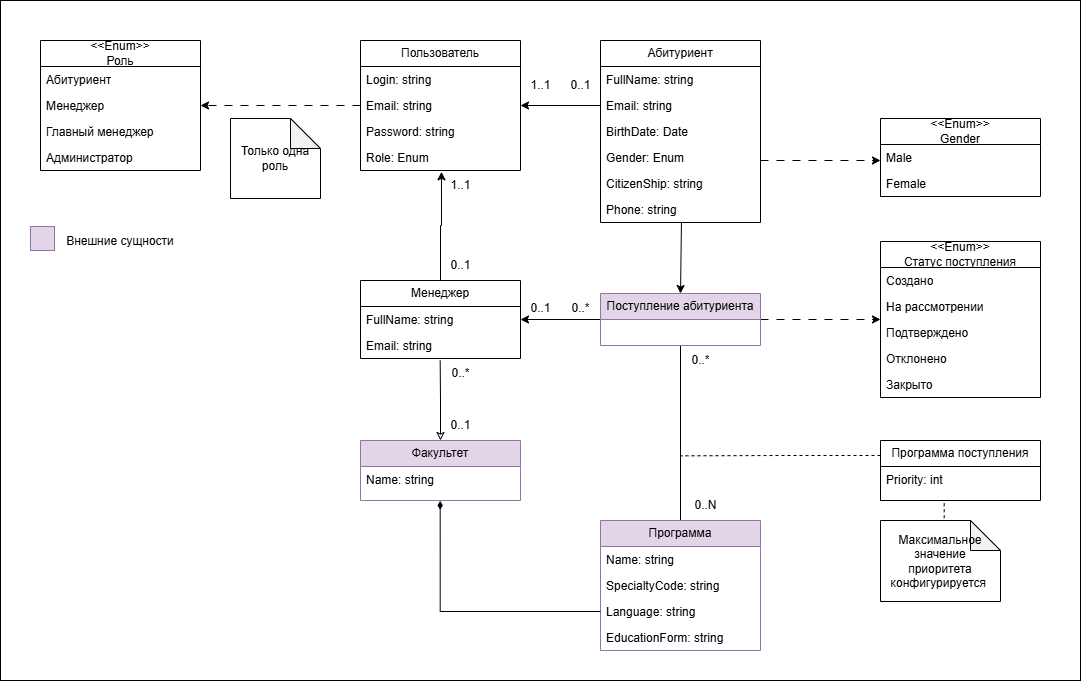 <<Enum>>
Роль
Абитуриент
Менеджер
Главный менеджер
Администратор
Только одна
роль
Внешние сущности
Пользователь
Login: string
Email: string
Password: string
Role: Enum
1..1
0..1
Абитуриент
FullName: string
Email: string
BirthDate: Date
Gender: Enum
CitizenShip: string
Phone: string
<<Enum>>
Gender
Male
Female
1..1
0..1
Менеджер
FullName: string
Email: string
0..1
0..*
Поступление абитуриента
<<Enum>>
Статус поступления
Создано
На рассмотрении
Подтверждено
Отклонено
Закрыто
0..*
0..1
0..*
Факультет
Name: string
Программа поступления
Priority: int
0..N
Программа
Name: string
SpecialtyCode: string
Language: string
EducationForm: string
Максимальное
значение
приоритета
конфигурируется